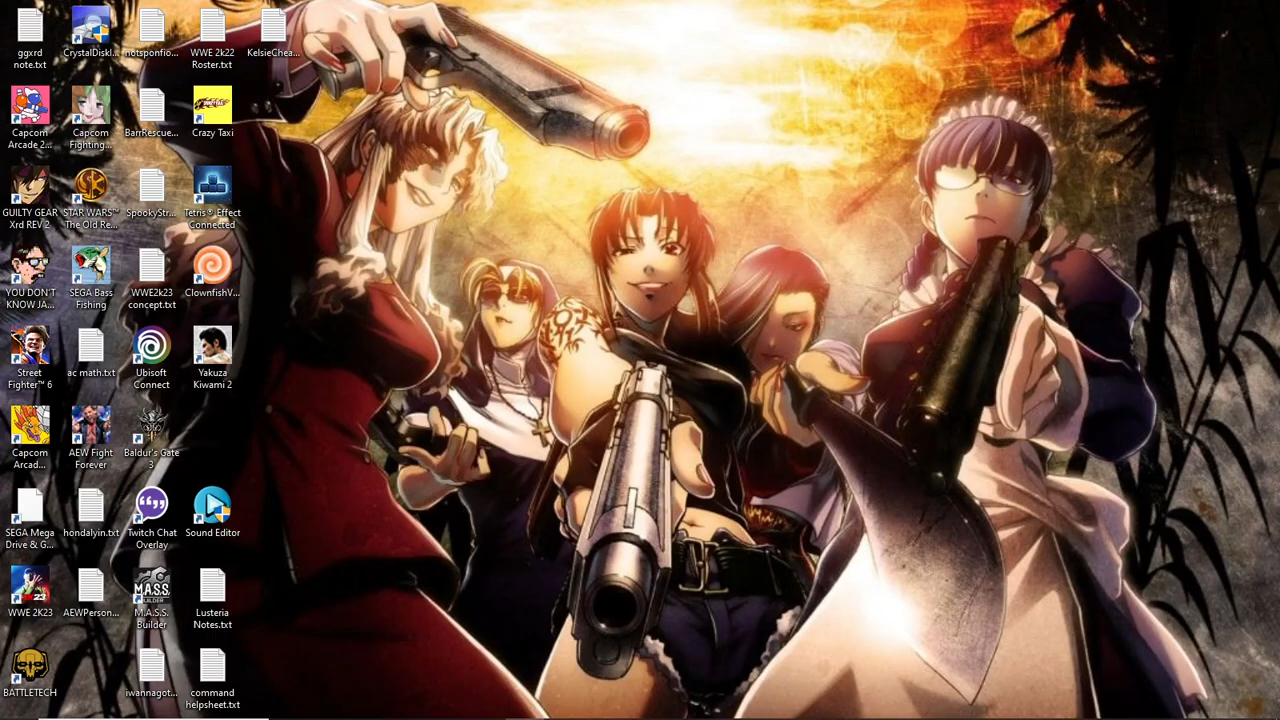 ggxrd
note.txt
CrystalDiskI...
notsponfio...
WWE 2k22
Roster.txt
KelsieChea...
Capcom
Arcade 2...
Capcom
Fighting...
BarrRescue...
Crazy Taxi
GUILTY GEAR
Xrd REV 2
STAR WARS™
The Old Re...
SpookyStr...
Tetris® Effect
Connected
YOU DON'T
KNOW JA...
SEGA Bass
Fishing
WWE2k23
concept.txt
ClownfishV...
Street
Fighter™ 6
ac math.txt
Ubisoft
Connect
Yakuza
Kiwami 2
Capcom
Arcad...
AEW Fight
Forever
Baldur's Gate
3
SEGA Mega
Drive & G...
hondalyin.txt
Twitch Chat
Overlay
Sound Editor
WWE 2K23
AEWPerson...
M.A.S.S.
BUILDER
M.A.S.S.
Builder
Lusteria
Notes.txt
BATTLETECH
iwannagot...
command
helpsheet.txt